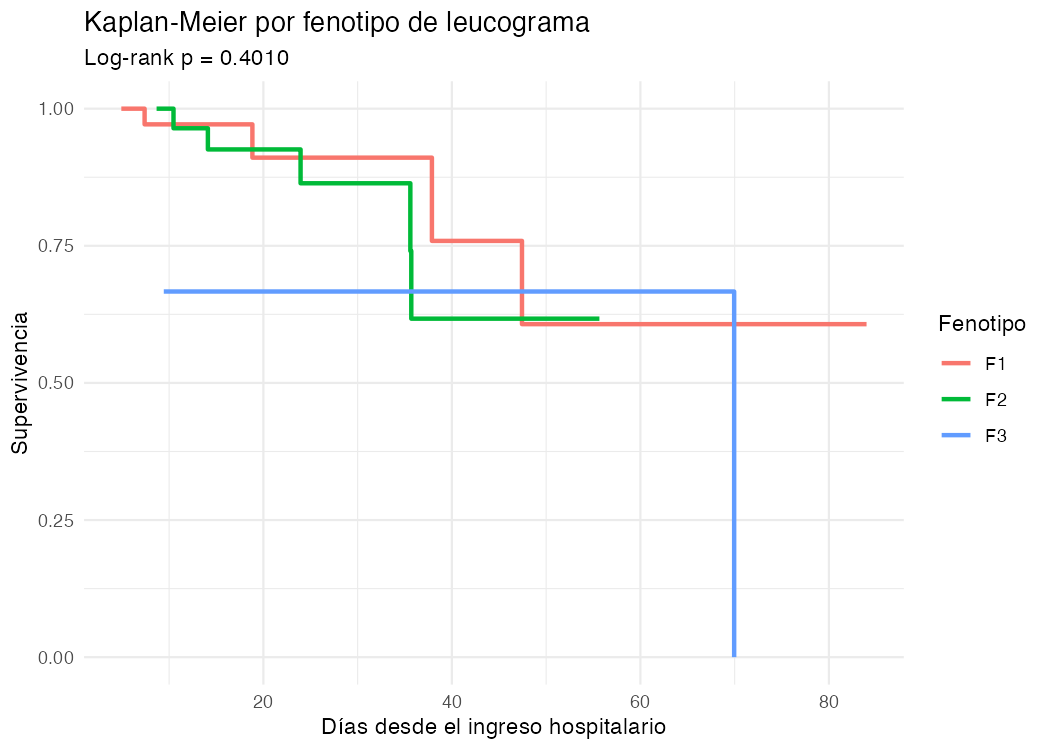 Kaplan-Meier por fenotipo de leucograma
Log-rank p = 0.4010
1.00
0.75
0.50
0.25
0.00
Supervivencia
20 40 60 80
Días desde el ingreso hospitalario
Fenotipo
F1
F2
F3